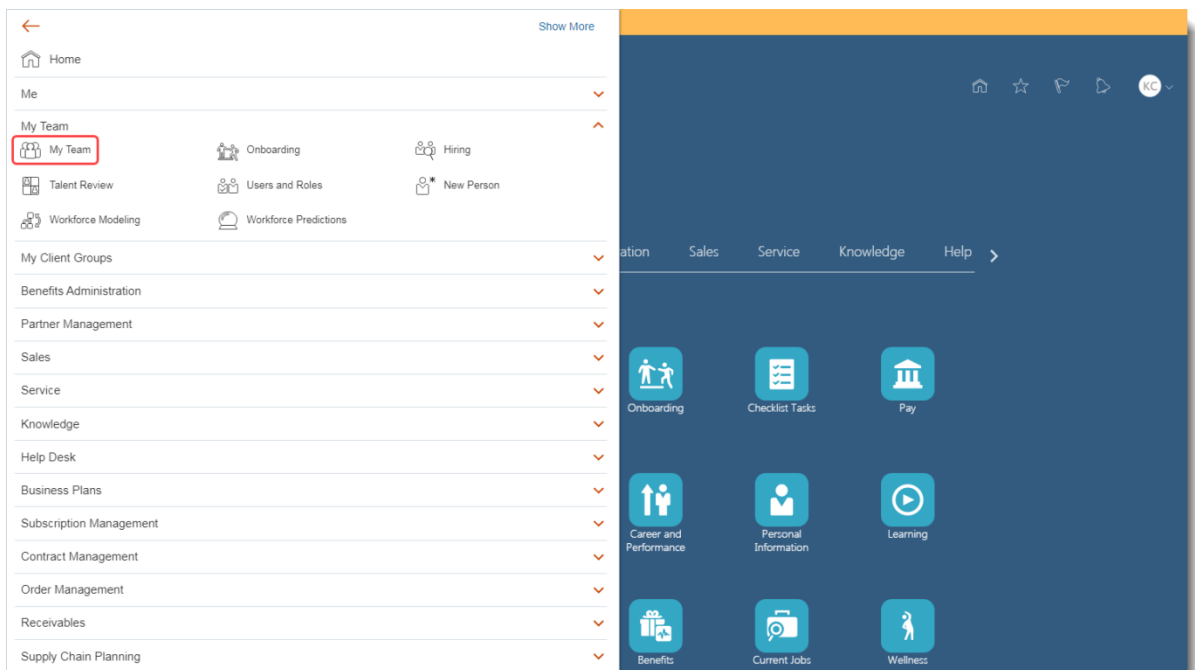 Show More
Home
Me
My Team
My Team
Onboarding
Hiring
Talent Review
Users and Roles
New Person
Workforce Modeling
Workforce Predictions
My Client Groups
Benefits Administration
Partner Management
Sales
Service
Knowledge
Help Desk
Business Plans
Subscription Management
Contract Management
Order Management
Receivables
Supply Chain Planning
KC
ation
Sales
Service
Knowledge
Help
Onboarding
Checklist Tasks
Pay
Career and
Performance
Personal
Information
Learning
Benefits
Current Jobs
Wellness